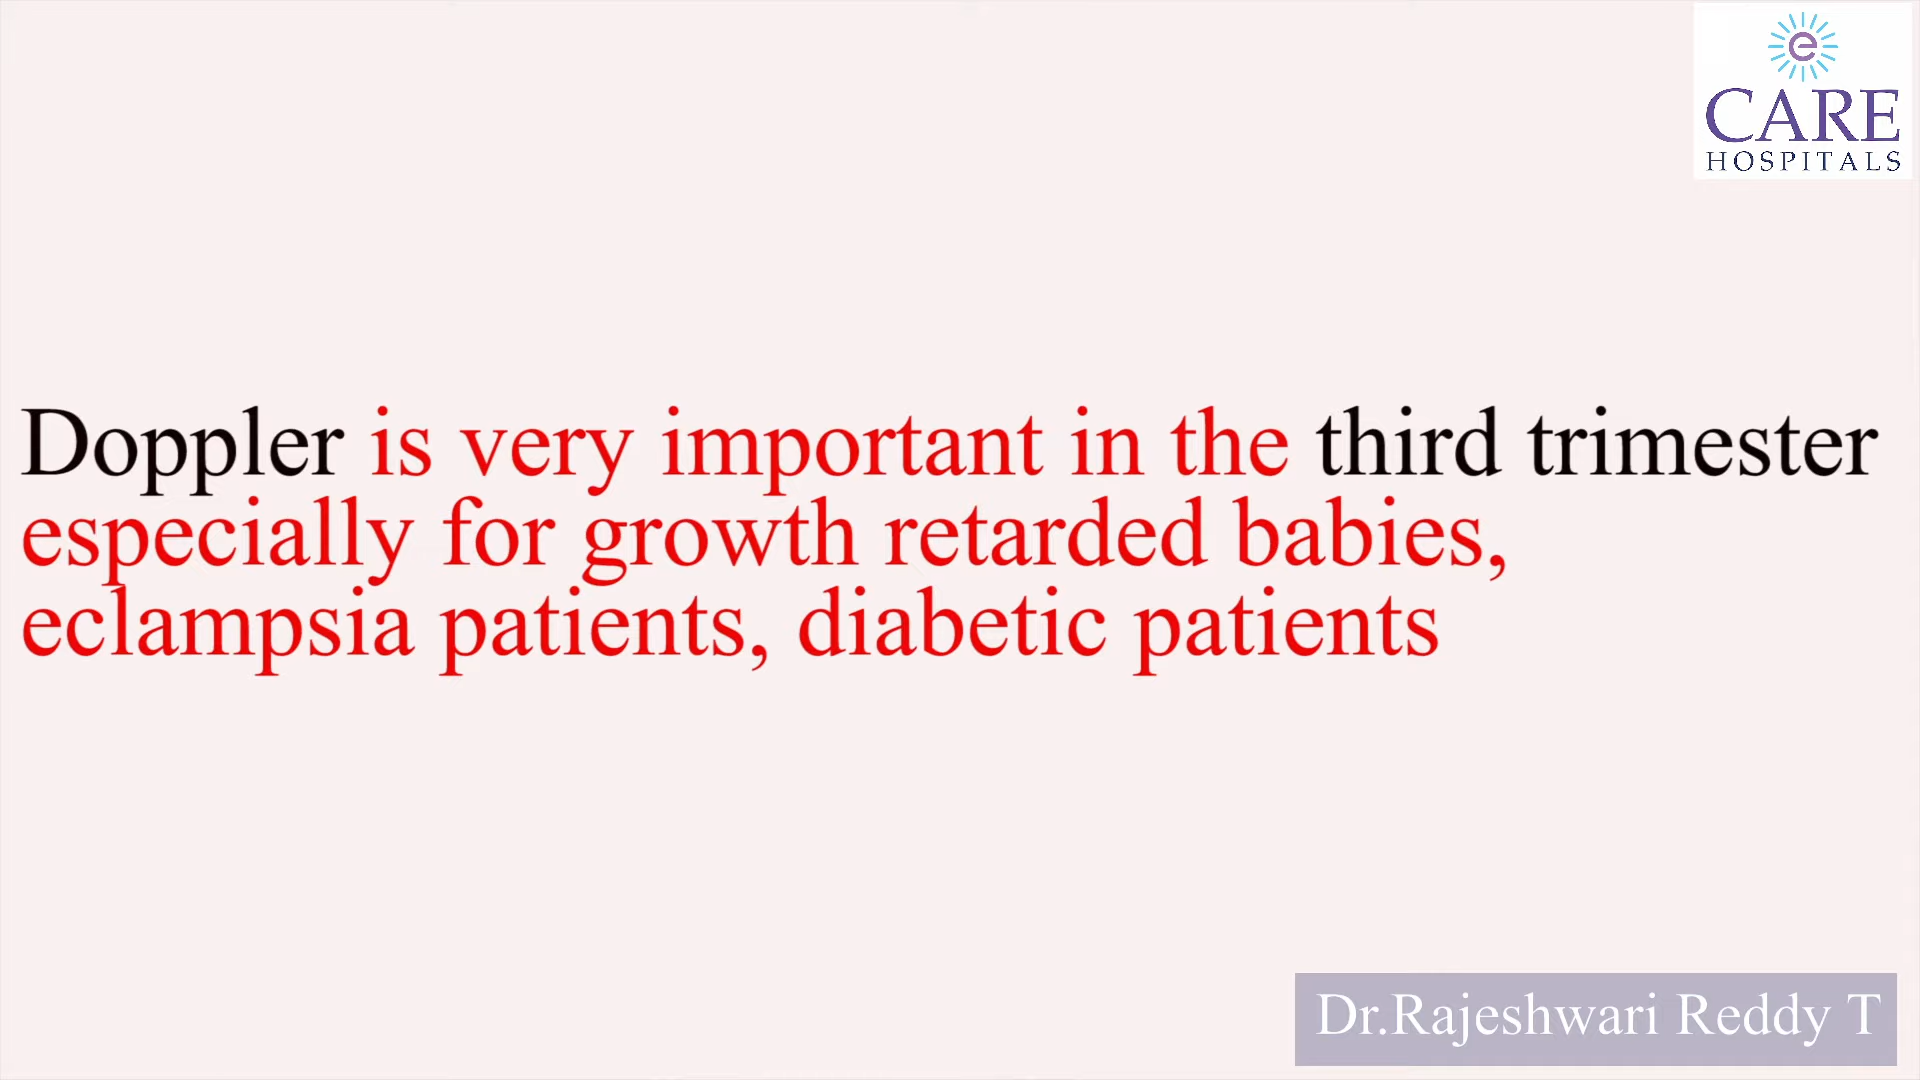 e
CARE
HOSPITALS
Doppler is very important in the third trimester
especially for growth retarded babies,
eclampsia patients, diabetic patients
Dr.Rajeshwari Reddy T